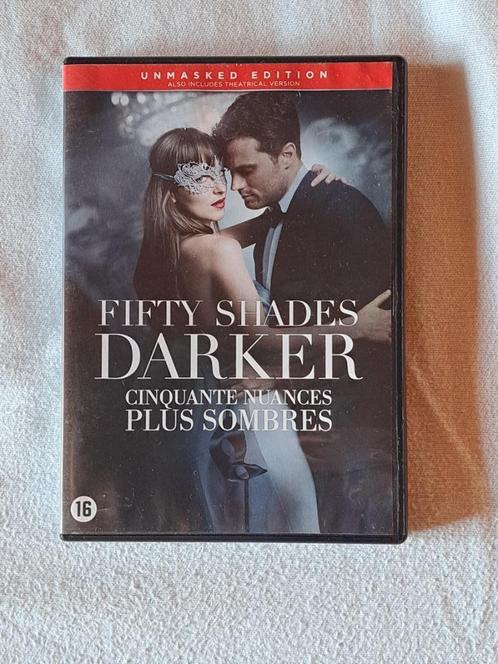 UNMASKED EDITION
ALSO INCLUDES THEATRICAL VERSION
FIFTY SHADES
DARKER
CINQUANTE NUANCES
PLUS SOMBRES
16